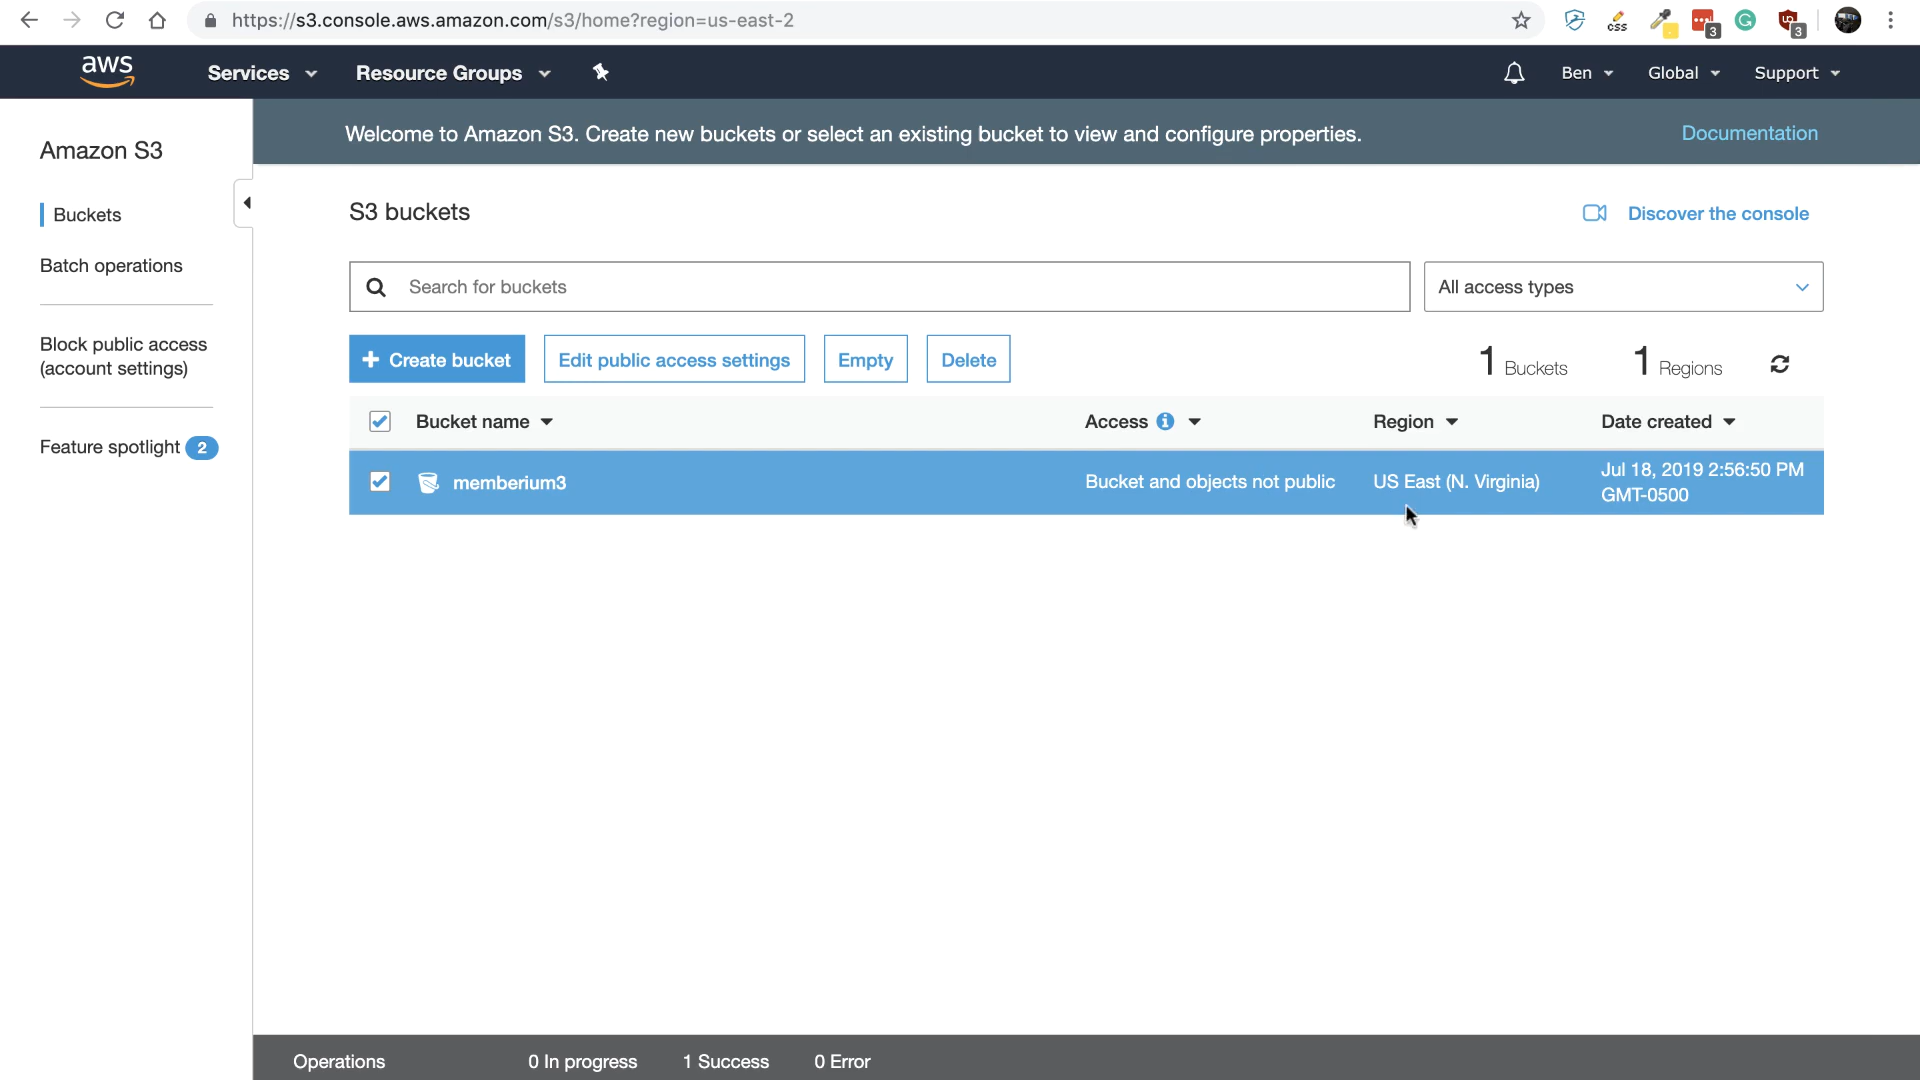 https://s3.console.aws.amazon.com/s3/home?region=us-east-2
css
3
3
aws
Services
Resource Groups
Ben
Global
Support
Amazon S3
Welcome to Amazon S3. Create new buckets or select an existing bucket to view and configure properties.
Documentation
Buckets
Batch operations
Block public access
(account settings)
Feature spotlight 2
S3 buckets
Discover the console
Search for buckets
All access types
+ Create bucket
Edit public access settings
Empty
Delete
1 Buckets
1 Regions
Bucket name
Access
Region
Date created
memberium3
Bucket and objects not public
US East (N. Virginia)
Jul 18, 2019 2:56:50 PM
GMT-0500
Operations
0 In progress
1 Success
0 Error